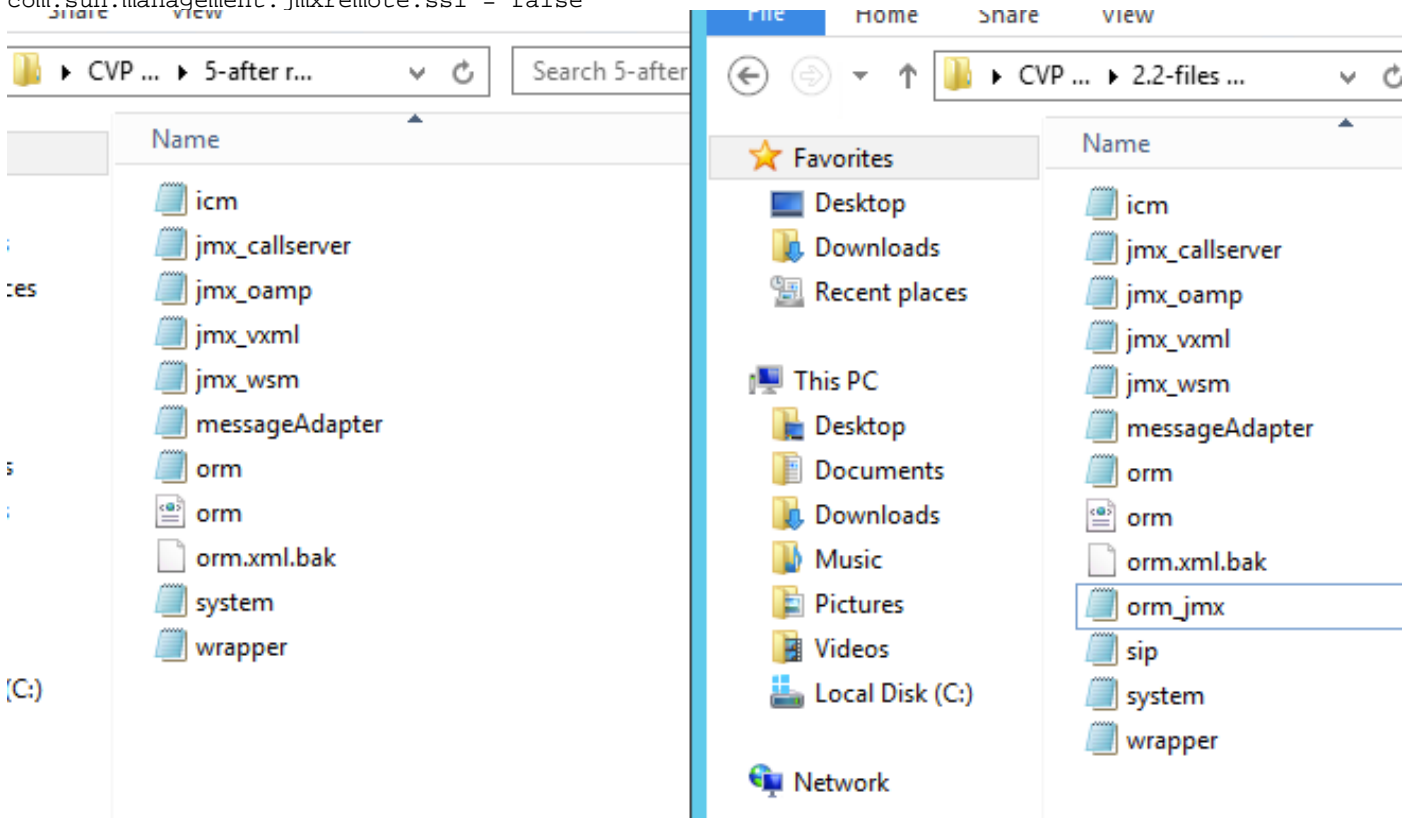 com.sun.management.jmxremote.ssl = false
Share View
CVP ... 5-after r... Search 5-after
Name
icm
jmx_callserver
jmx_oamp
jmx_vxml
jmx_wsm
messageAdapter
orm
orm
orm.xml.bak
system
wrapper
(C:)
File Home Share View
CVP ... 2.2-files ...
Favorites
Desktop
Downloads
Recent places
This PC
Desktop
Documents
Downloads
Music
Pictures
Videos
Local Disk (C:)
Network
Name
icm
jmx_callserver
jmx_oamp
jmx_vxml
jmx_wsm
messageAdapter
orm
orm
orm.xml.bak
orm_jmx
sip
system
wrapper